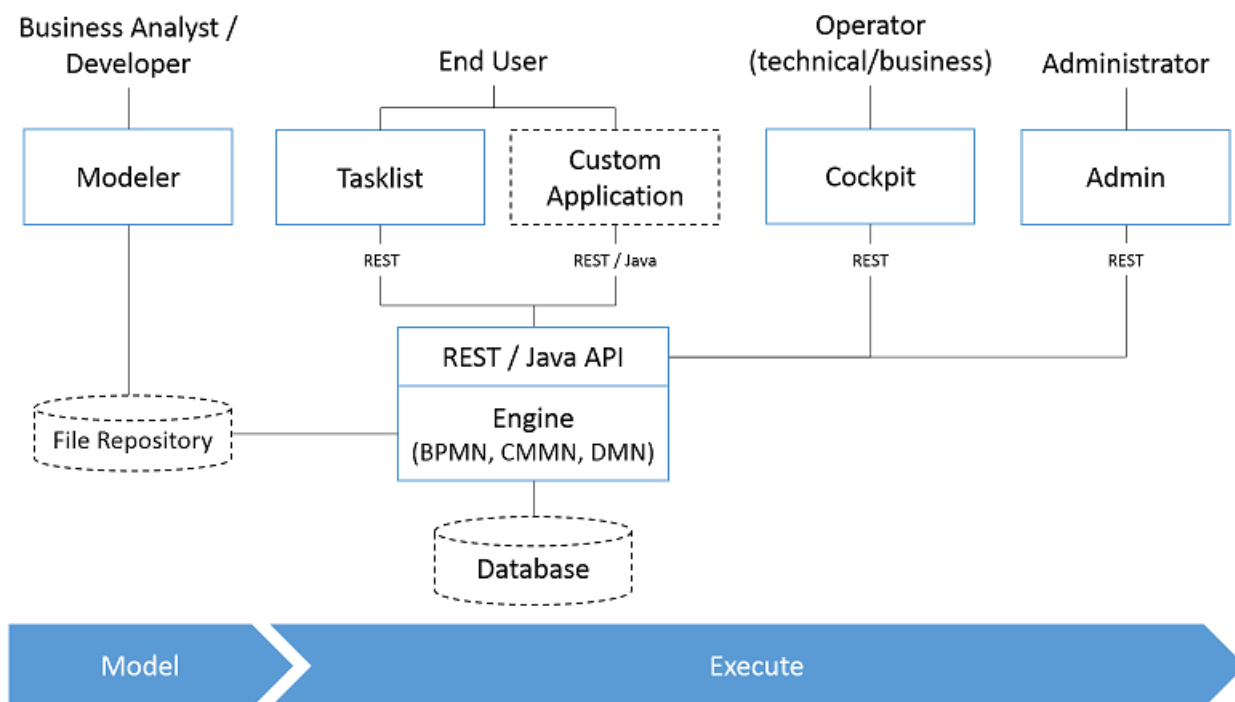 Business Analyst /
Developer
End User
Operator
(technical/business)
Administrator
Modeler
Tasklist
Custom
Application
Cockpit
Admin
REST
REST / Java
REST
REST
REST / Java API
Engine
(BPMN, CMMN, DMN)
File Repository
Database
Model
Execute